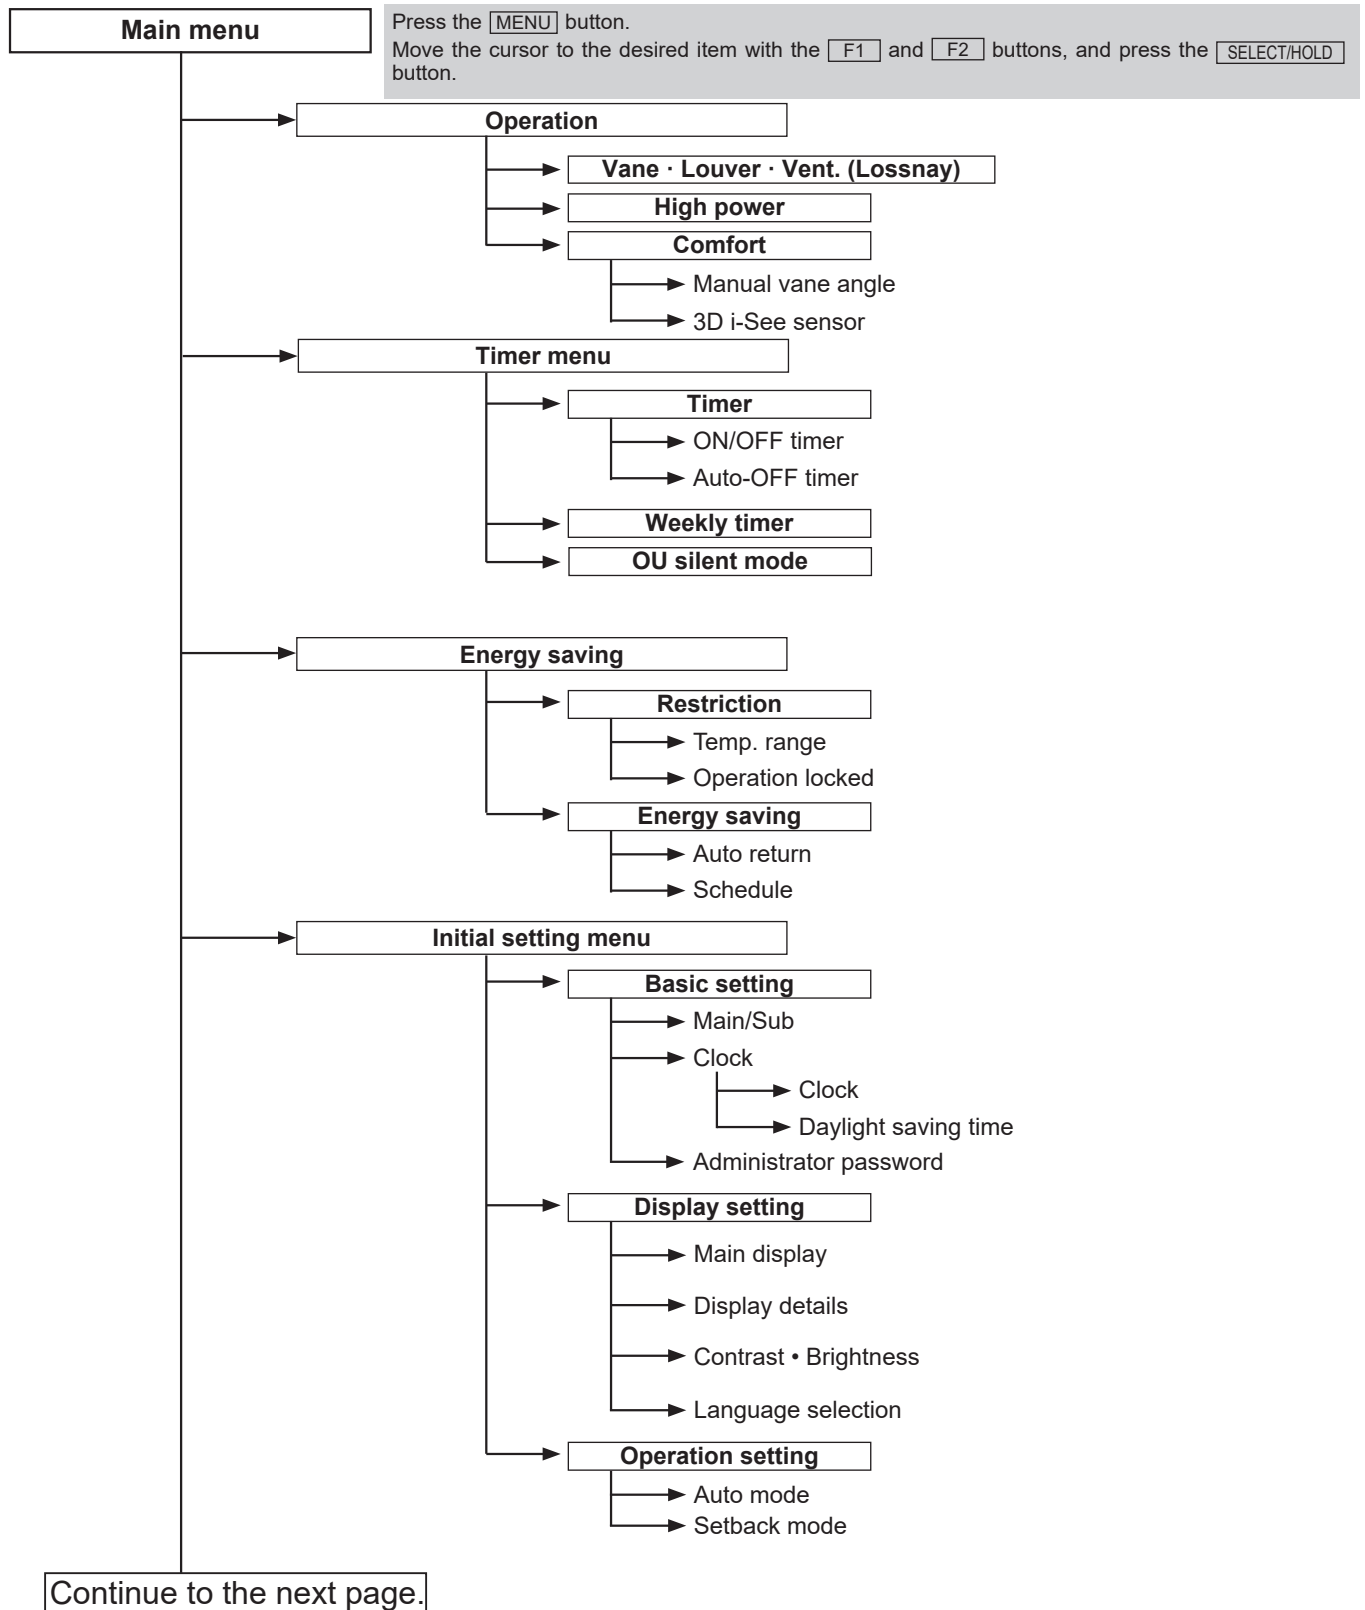 Main menu
Press the MENU button.
Move the cursor to the desired item with the F1 and F2 buttons, and press the SELECT/HOLD
button.
Operation
Vane · Louver · Vent. (Lossnay)
High power
Comfort
Manual vane angle
3D i-See sensor
Timer menu
Timer
ON/OFF timer
Auto-OFF timer
Weekly timer
OU silent mode
Energy saving
Restriction
Temp. range
Operation locked
Energy saving
Auto return
Schedule
Initial setting menu
Basic setting
Main/Sub
Clock
Clock
Daylight saving time
Administrator password
Display setting
Main display
Display details
Contrast • Brightness
Language selection
Operation setting
Auto mode
Setback mode
Continue to the next page.